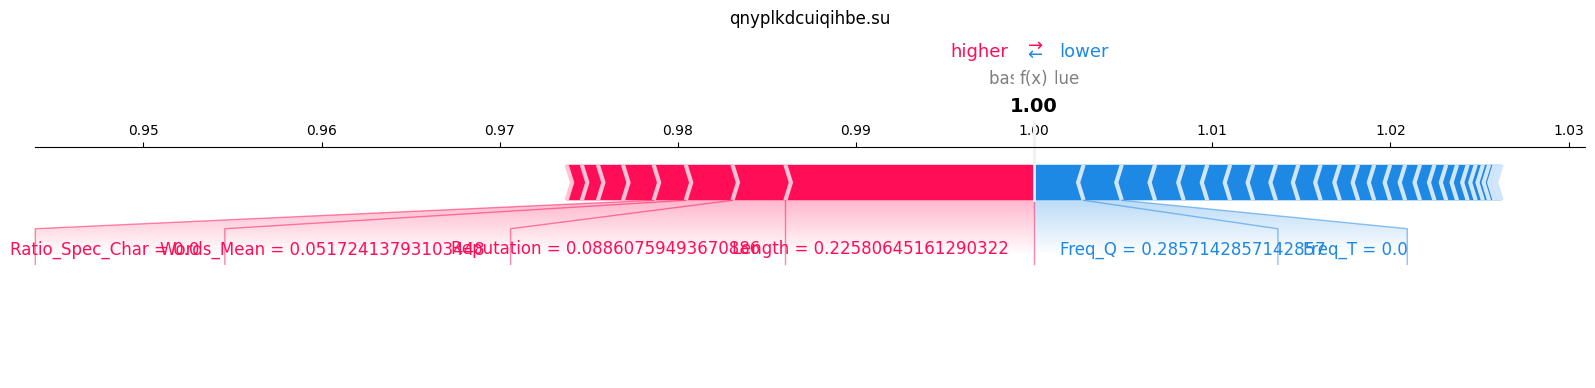 qnyplkdcuiqihbe.su
higher ⇄ lower
bas f(x) lue
1.00
0.95 0.96 0.97 0.98 0.99 1.00 1.01 1.02 1.03
Ratio_Spec_Char = 0.0 Words_Mean = 0.05172413793103448 Reputation = 0.08860759493670886 Length = 0.22580645161290322 Freq_Q = 0.2857142857142857 Freq_T = 0.0